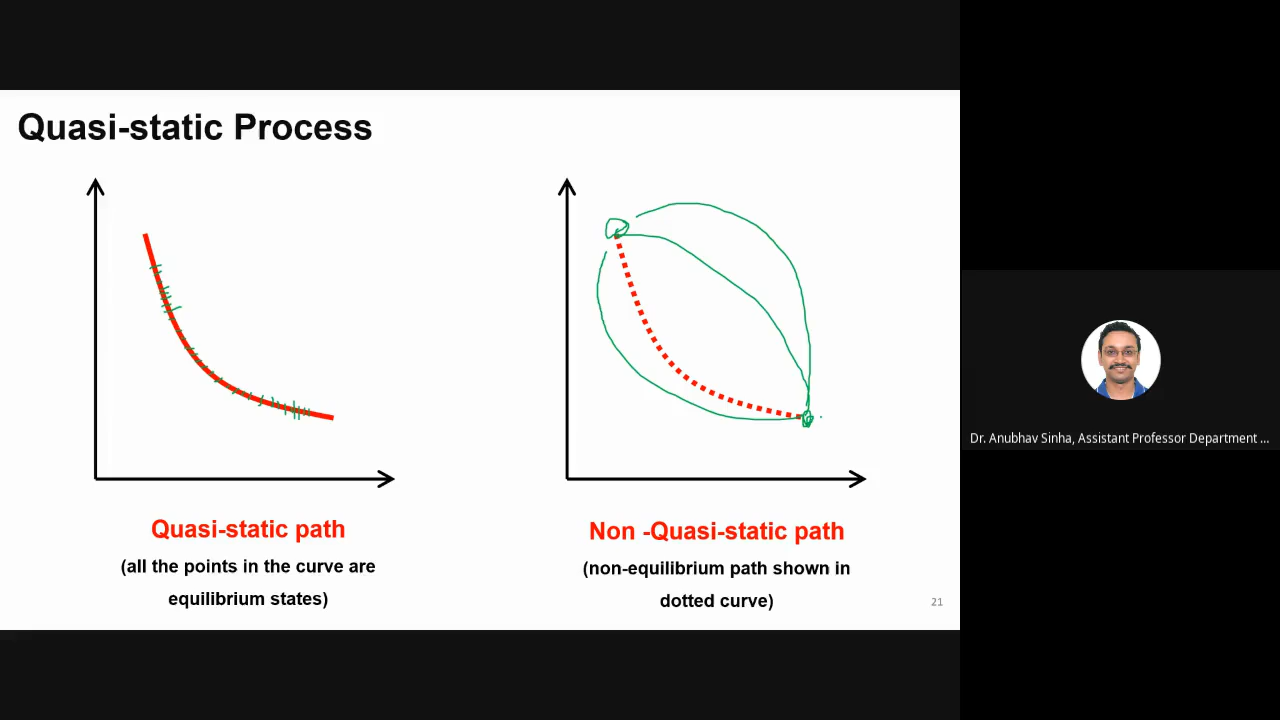 Quasi-static Process
Quasi-static path
(all the points in the curve are
equilibrium states)
Non -Quasi-static path
(non-equilibrium path shown in
dotted curve)
21
Dr. Anubhav Sinha, Assistant Professor Department ...